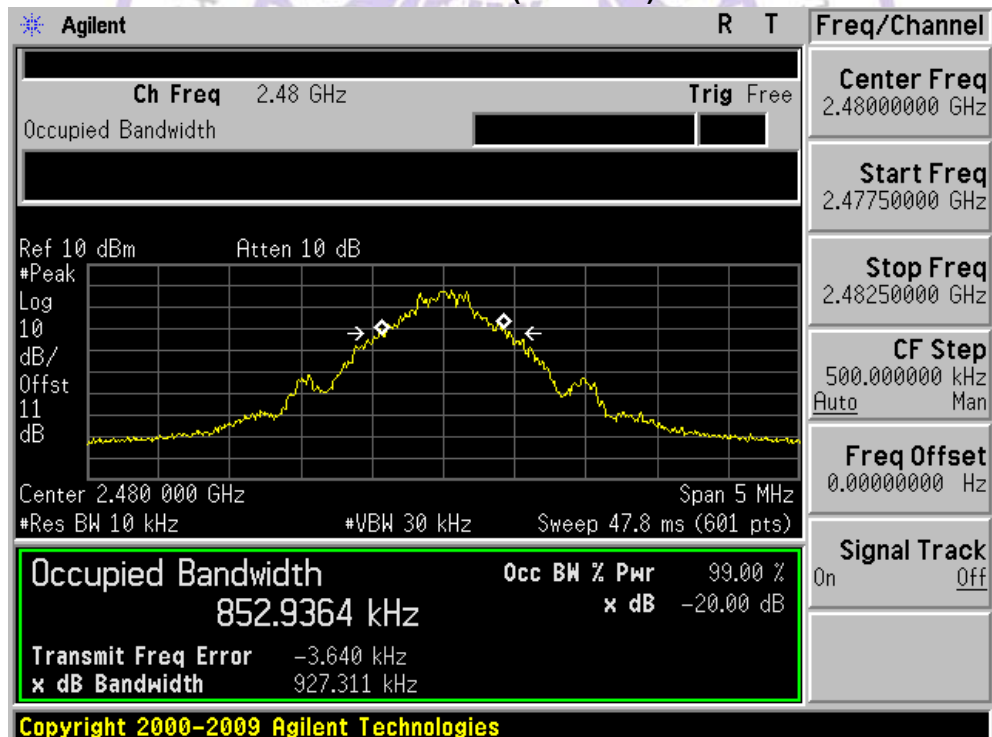 Agilent R T
Freq/Channel
Ch Freq 2.48 GHz Trig Free
Occupied Bandwidth
Center Freq
2.48000000 GHz
Start Freq
2.47750000 GHz
Stop Freq
2.48250000 GHz
CF Step
500.000000 kHz
Auto Man
Freq Offset
0.00000000 Hz
Signal Track
On Off
Ref 10 dBm Atten 10 dB
#Peak
Log
10
dB/
Offst
11
dB
Center 2.480 000 GHz Span 5 MHz
#Res BW 10 kHz #VBW 30 kHz Sweep 47.8 ms (601 pts)
Occupied Bandwidth Occ BW % Pwr 99.00 %
852.9364 kHz x dB -20.00 dB
Transmit Freq Error -3.640 kHz
x dB Bandwidth 927.311 kHz
Copyright 2000-2009 Agilent Technologies